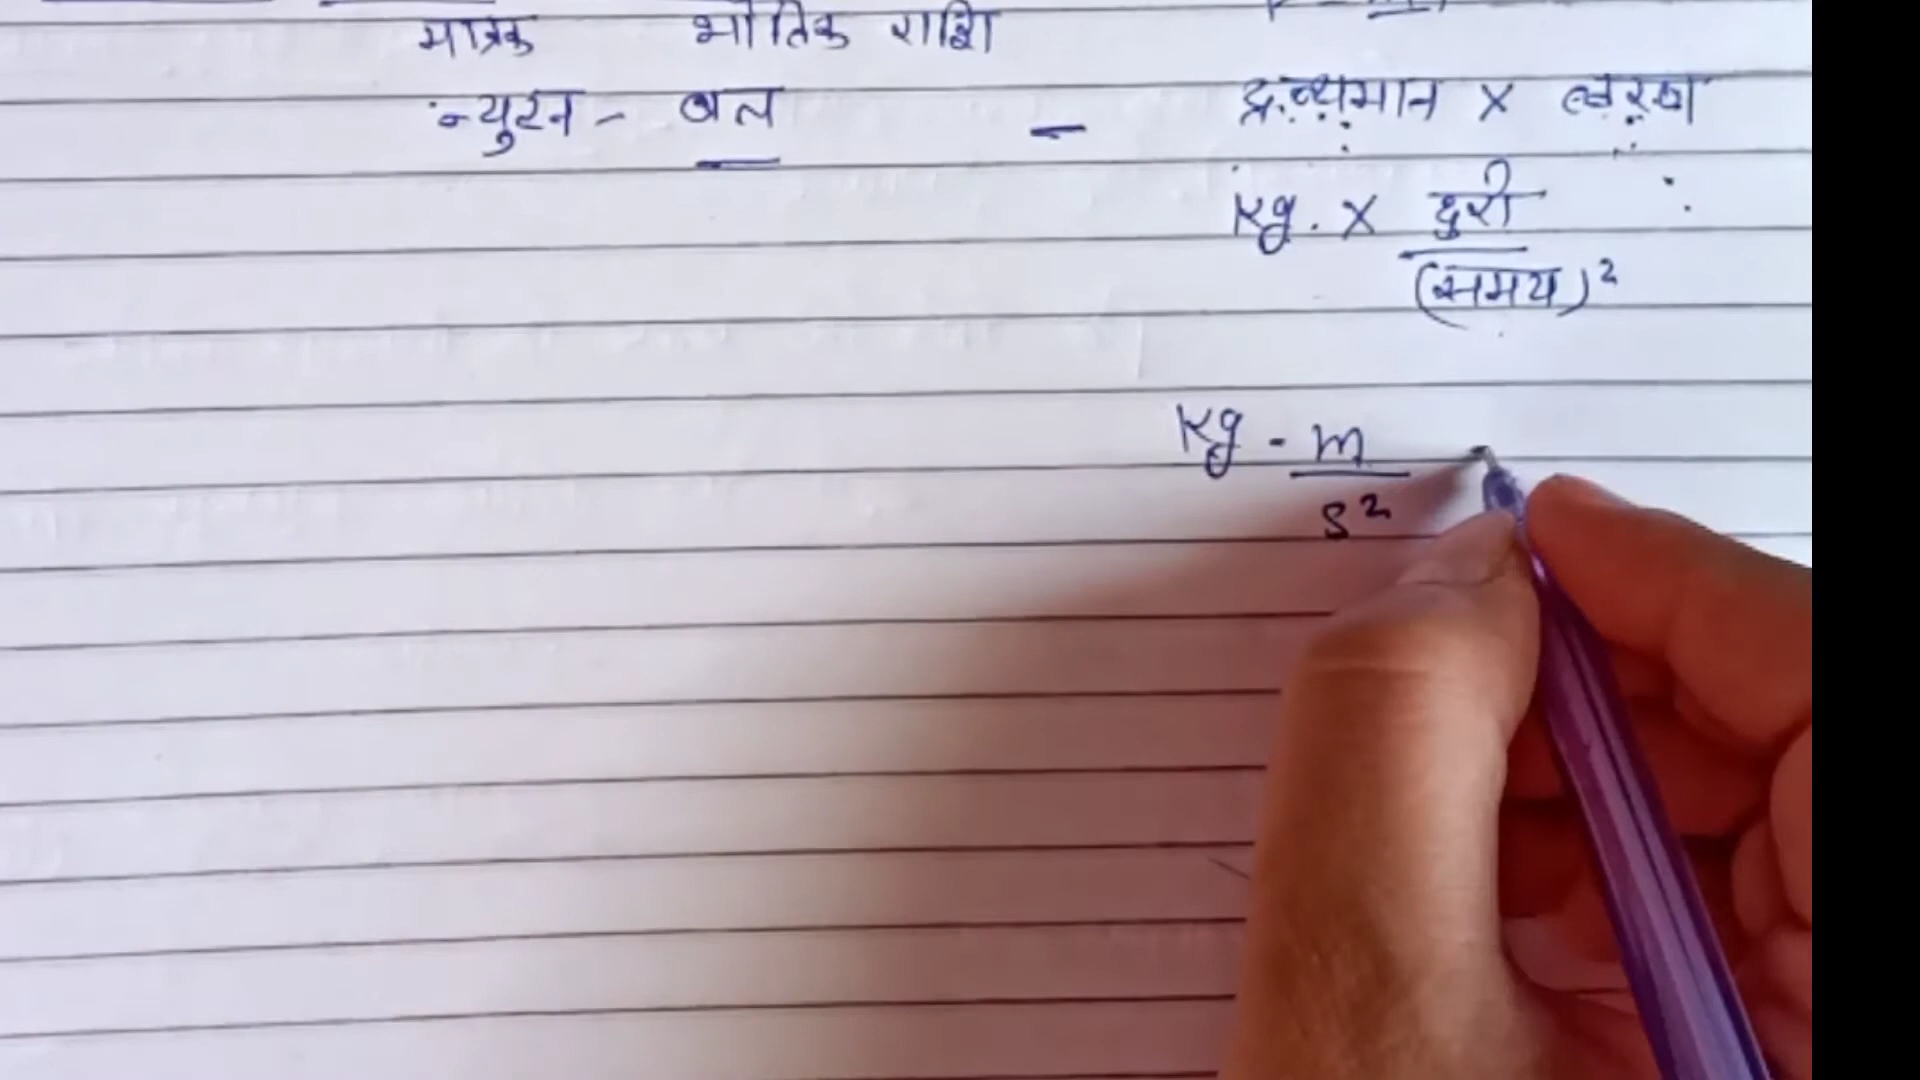 मात्रक भौतिक राशि
न्युटन - बल - द्रव्यमान x त्वरण
kg. x दुरी
(समय)²
kg - m
s²